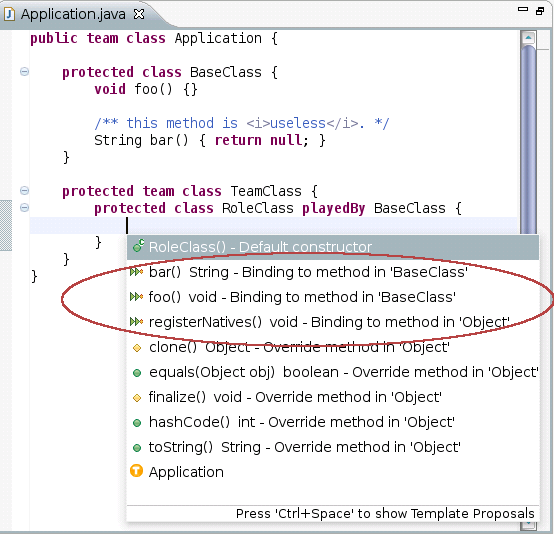 Application.java
public team class Application {
protected class BaseClass {
void foo() {}
/** this method is <i>useless</i>. */
String bar() { return null; }
}
protected team class TeamClass {
protected class RoleClass playedBy BaseClass {
}
}
}
RoleClass() - Default constructor
bar()  String - Binding to method in 'BaseClass'
foo()  void - Binding to method in 'BaseClass'
registerNatives()  void - Binding to method in 'Object'
clone()  Object - Override method in 'Object'
equals(Object obj)  boolean - Override method in 'Object'
finalize()  void - Override method in 'Object'
hashCode()  int - Override method in 'Object'
toString()  String - Override method in 'Object'
Application
Press 'Ctrl+Space' to show Template Proposals